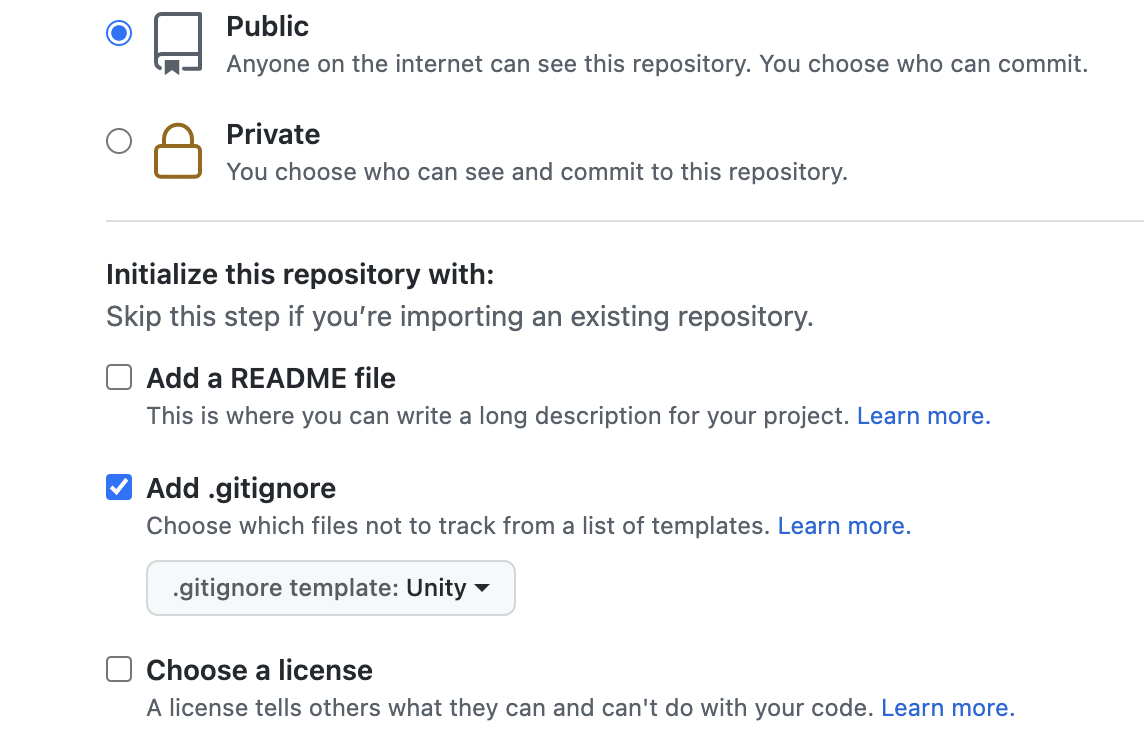 Public
Anyone on the internet can see this repository. You choose who can commit.
Private
You choose who can see and commit to this repository.
Initialize this repository with:
Skip this step if you’re importing an existing repository.
Add a README file
This is where you can write a long description for your project. Learn more.
Add .gitignore
Choose which files not to track from a list of templates. Learn more.
.gitignore template: Unity
Choose a license
A license tells others what they can and can't do with your code. Learn more.